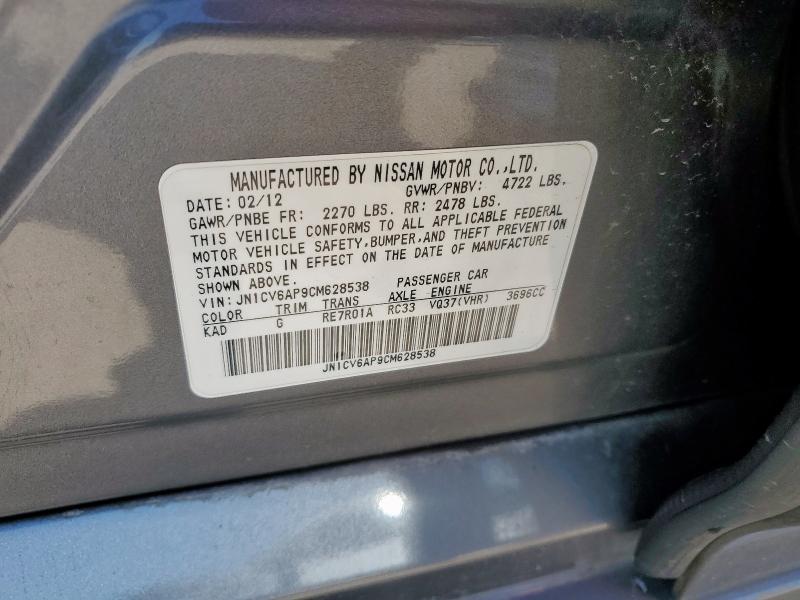 MANUFACTURED BY NISSAN MOTOR CO.,LTD.
DATE: 02/12 GVWR/PNBV: 4722 LBS.
GAWR/PNBE FR: 2270 LBS. RR: 2478 LBS.
THIS VEHICLE CONFORMS TO ALL APPLICABLE FEDERAL
MOTOR VEHICLE SAFETY,BUMPER,AND THEFT PREVENTION
STANDARDS IN EFFECT ON THE DATE OF MANUFACTURE
SHOWN ABOVE.
VIN: JN1CV6AP9CM628538 PASSENGER CAR
COLOR TRIM TRANS AXLE ENGINE
KAD G RE7R01A RC33 VQ37(VHR) 3696CC
JN1CV6AP9CM628538